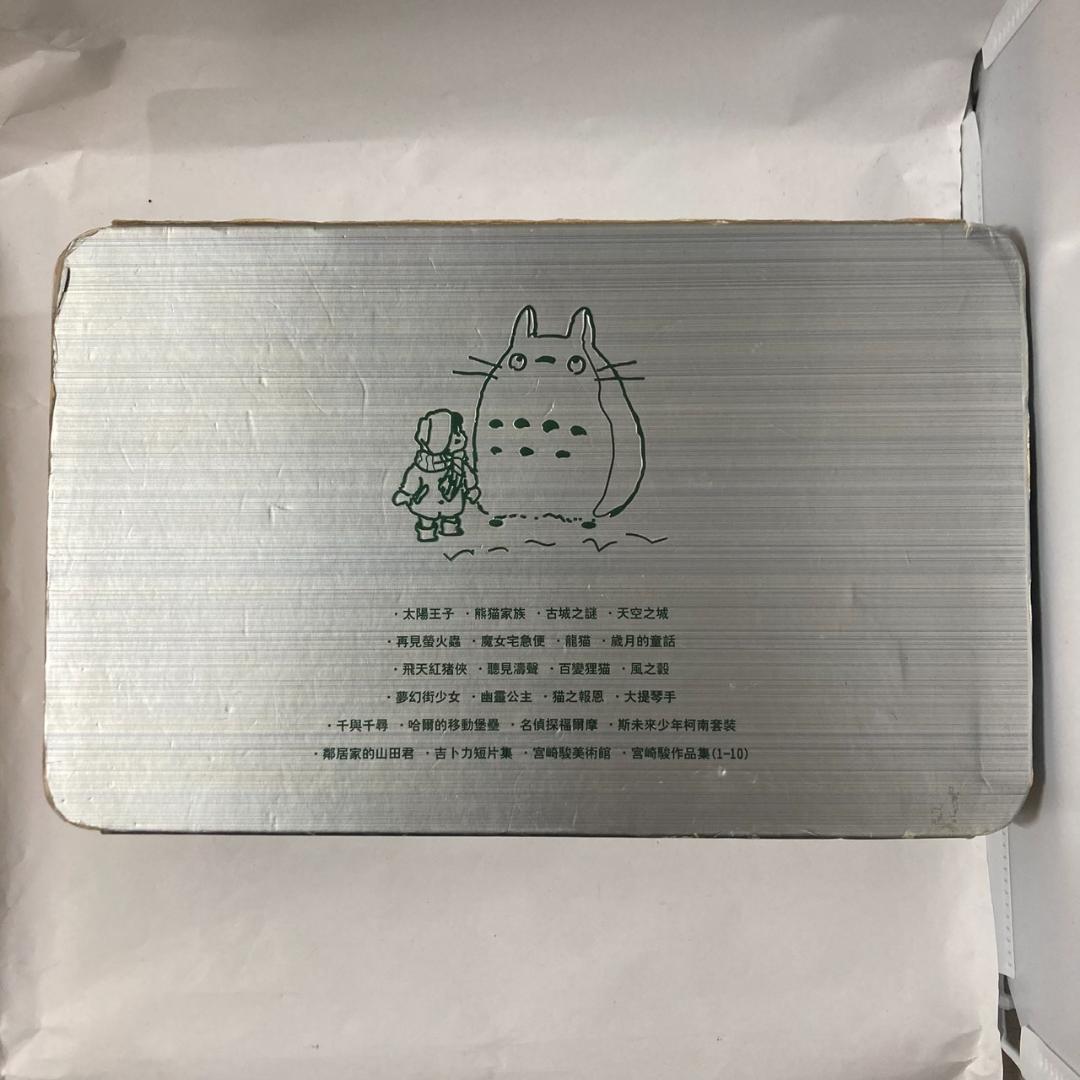 ·太陽王子 ·熊猫家族 ·古城之謎 ·天空之城
·再見螢火蟲 ·魔女宅急便 ·龍猫 ·歲月的童話
·飛天紅猪俠 ·聽見濤聲 ·百變狸猫 ·風之穀
·夢幻街少女 ·幽靈公主 ·猫之報恩 ·大提琴手
·千與千尋 ·哈爾的移動堡壘 ·名偵探福爾摩 ·斯未來少年柯南套裝
·鄰居家的山田君 ·吉卜力短片集 ·宮崎駿美術館 ·宮崎駿作品集(1-10)